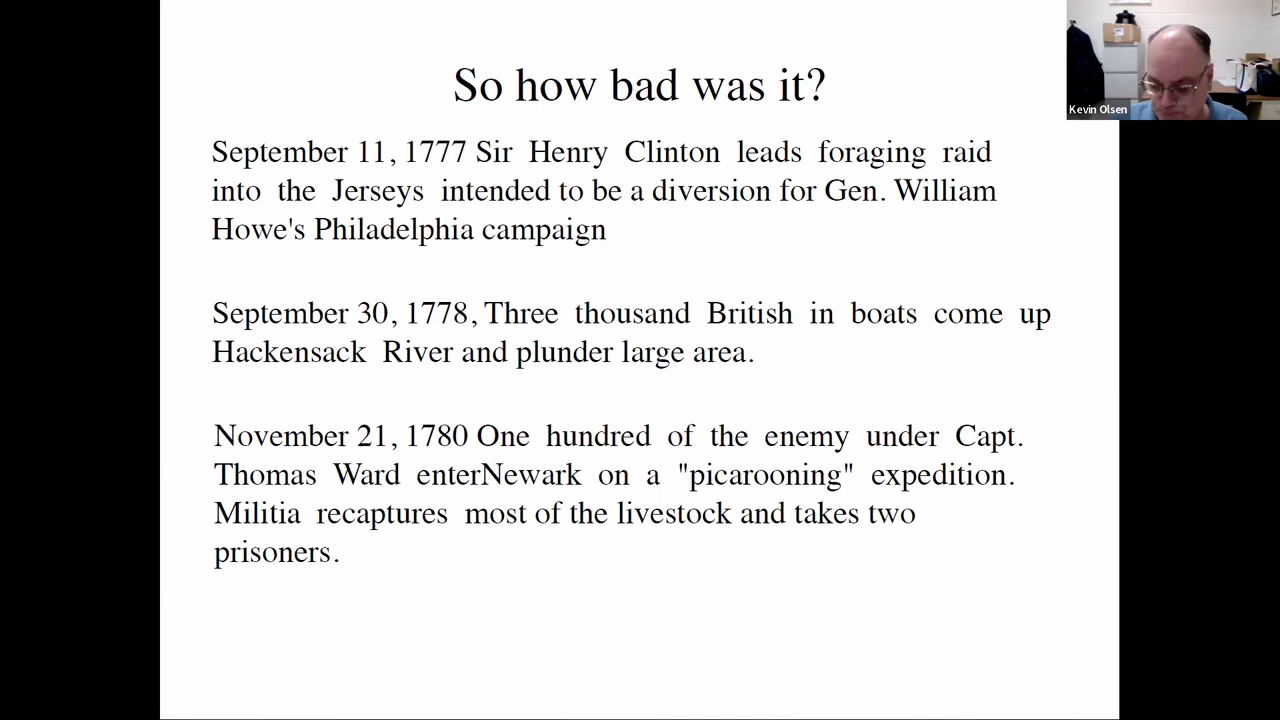 So how bad was it?
September 11, 1777 Sir Henry Clinton leads foraging raid
into the Jerseys intended to be a diversion for Gen. William
Howe's Philadelphia campaign
September 30, 1778, Three thousand British in boats come up
Hackensack River and plunder large area.
November 21, 1780 One hundred of the enemy under Capt.
Thomas Ward enterNewark on a "picarooning" expedition.
Militia recaptures most of the livestock and takes two
prisoners.
Kevin Olsen